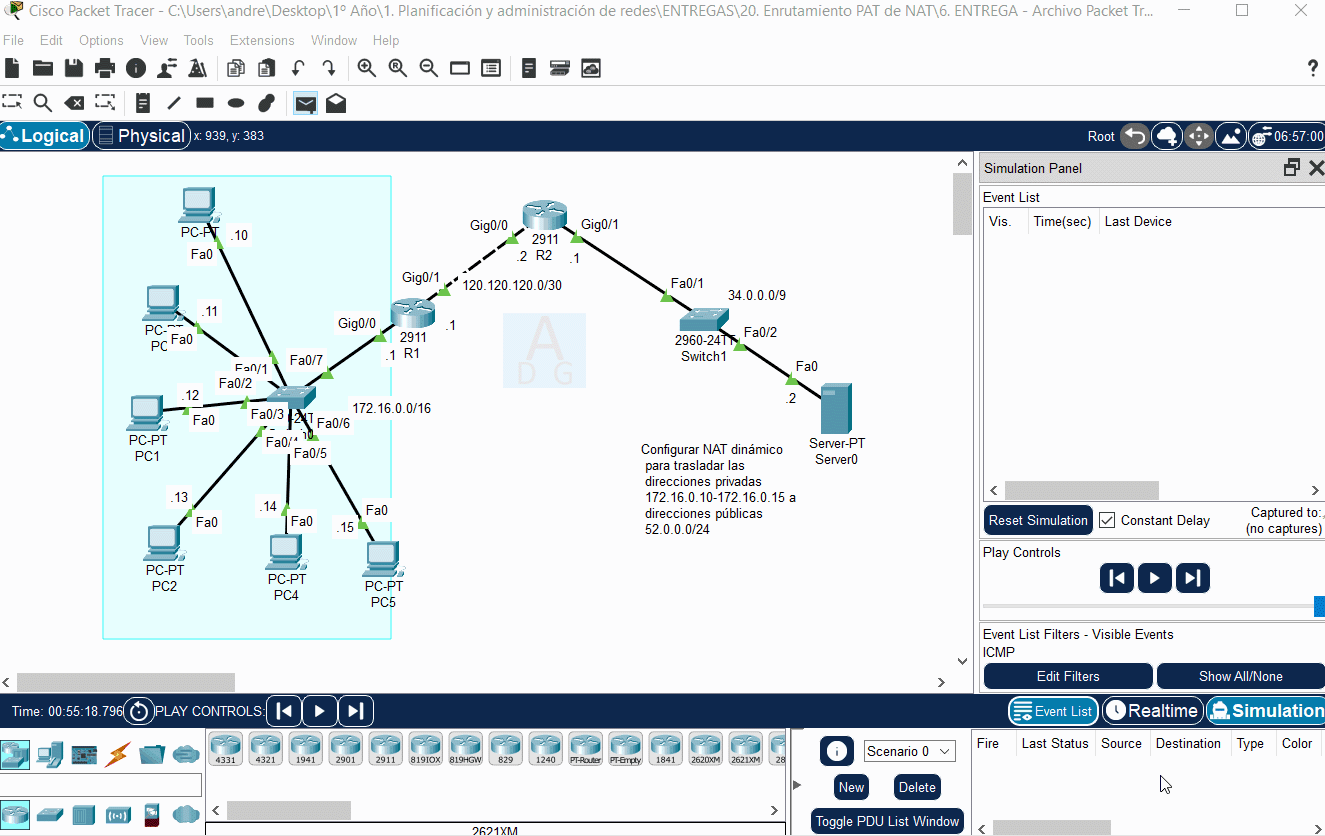 Cisco Packet Tracer - C:\Users\andre\Desktop\1º Año\1. Planificación y administración de redes\ENTREGAS\20. Enrutamiento PAT de NAT\6. ENTREGA - Archivo Packet Tr...
File Edit Options View Tools Extensions Window Help
Logical Physical x: 939, y: 383
Root 06:57:00
PC-PT
.10
Fa0
.11
Fa0
.12
PC-PT
PC1
Fa0
.13
Fa0
PC-PT
PC2
.14
Fa0
PC-PT
PC4
.15
Fa0
PC-PT
PC5
Fa0/1
Fa0/2
Fa0/3
Fa0/4
Fa0/5
Fa0/6
Fa0/7
172.16.0.0/16
Gig0/0
.1
2911
R1
Gig0/1
.1
120.120.120.0/30
Gig0/0
.2
2911
R2
Gig0/1
.1
Fa0/1
34.0.0.0/9
2960-24TT
Switch1
Fa0/2
Fa0
.2
Server-PT
Server0
A
D G
Configurar NAT dinámico
para trasladar las
direcciones privadas
172.16.0.10-172.16.0.15 a
direcciones públicas
52.0.0.0/24
Simulation Panel
Event List
Vis. Time(sec) Last Device
Reset Simulation Constant Delay
Captured to:
(no captures)
Play Controls
Event List Filters - Visible Events
ICMP
Edit Filters Show All/None
Time: 00:55:18.796 PLAY CONTROLS:
Event List Realtime Simulation
4331 4321 1941 2901 2911 819IOX 819HGW 829 1240 PT-Router PT-Empty 1841 2620XM 2621XM 28
2621XM
Scenario 0
New Delete
Toggle PDU List Window
Fire Last Status Source Destination Type Color